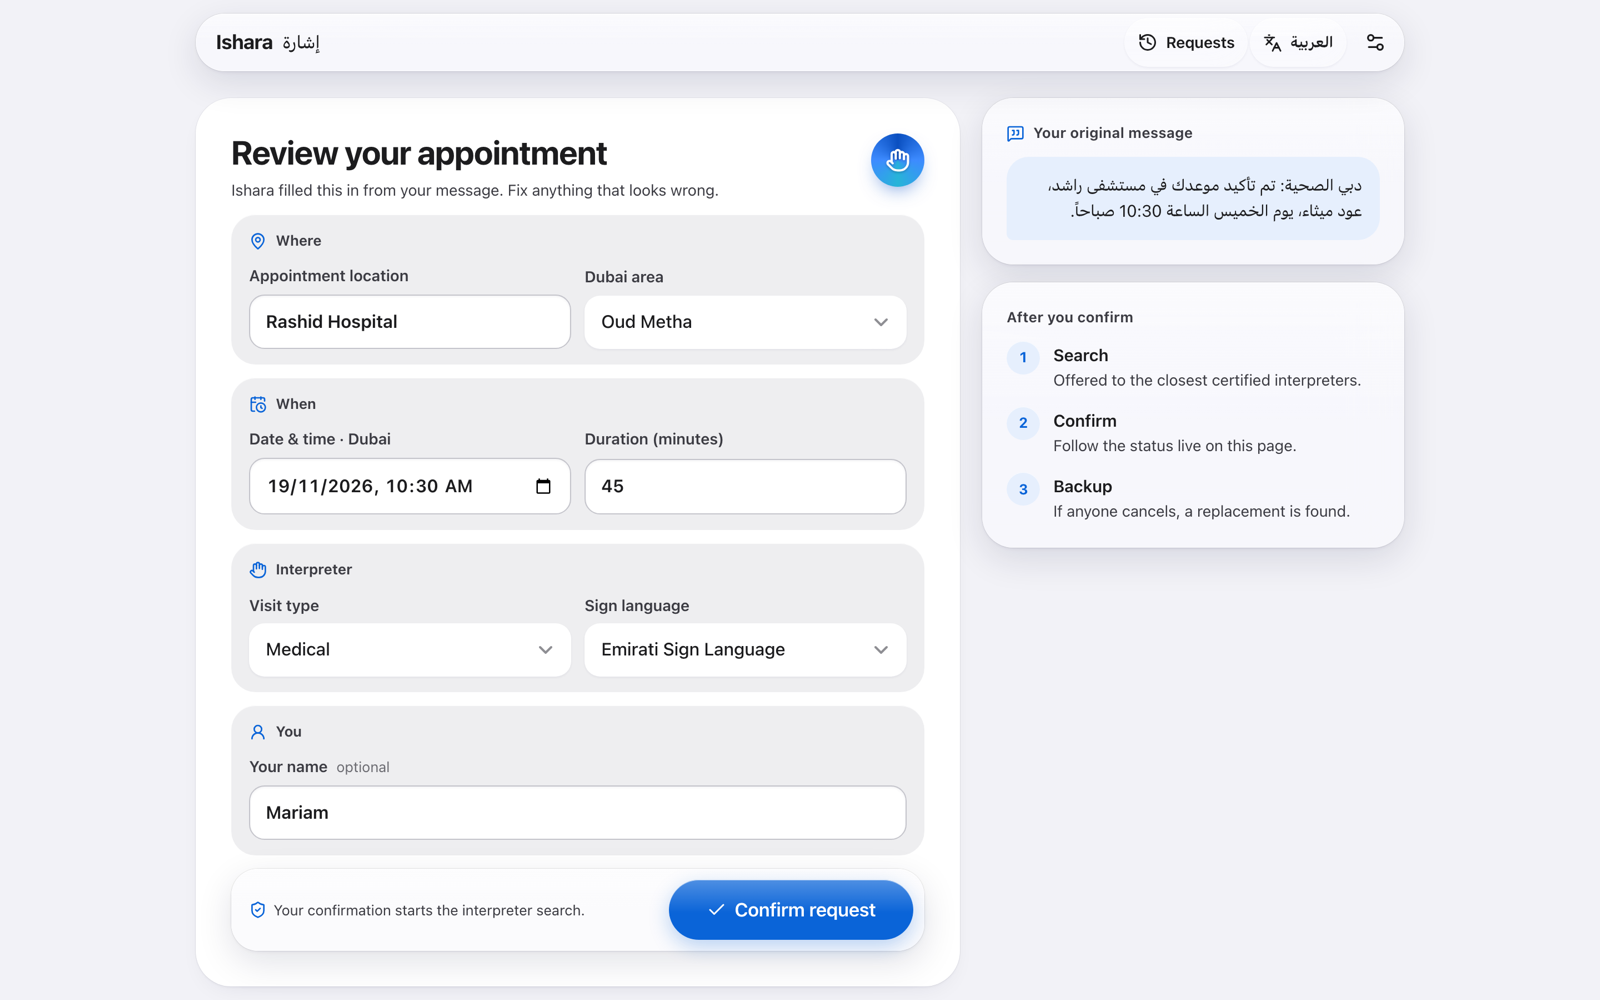 Ishara إشارة
Requests
العربية
Review your appointment
Ishara filled this in from your message. Fix anything that looks wrong.
Where
Appointment location
Rashid Hospital
Dubai area
Oud Metha
When
Date & time · Dubai
19/11/2026, 10:30 AM
Duration (minutes)
45
Interpreter
Visit type
Medical
Sign language
Emirati Sign Language
You
Your name optional
Mariam
Your confirmation starts the interpreter search.
Confirm request
Your original message
دبي الصحية: تم تأكيد موعدك في مستشفى راشد،
عود ميثاء، يوم الخميس الساعة 10:30 صباحاً.
After you confirm
1 Search
Offered to the closest certified interpreters.
2 Confirm
Follow the status live on this page.
3 Backup
If anyone cancels, a replacement is found.